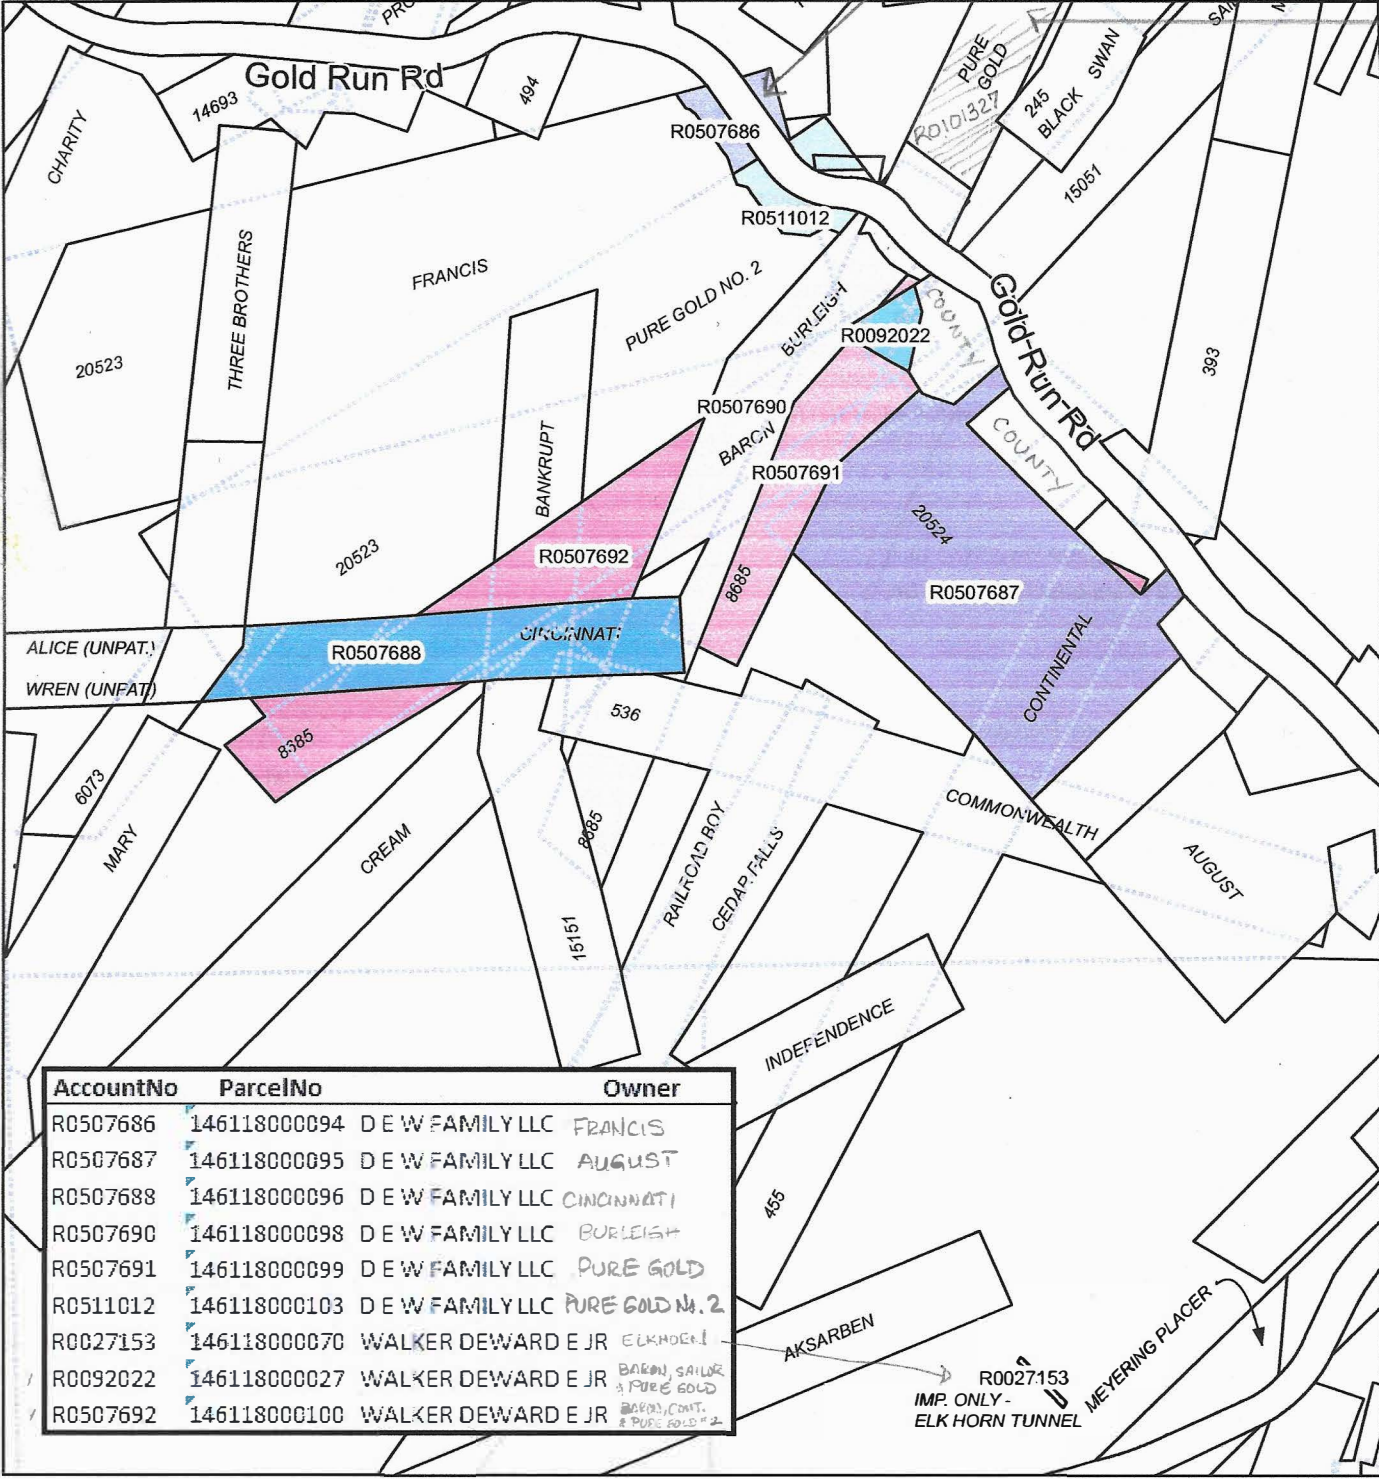 PRO
SAI
Gold Run Rd
14693
494
CHARITY
PURE
GOLD
R0101327
245
BLACK SWAN
15051
R0507686
R0511012
THREE BROTHERS
FRANCIS
PURE GOLD NO. 2
BURLEIGH
R0092022
COUNTY
Gold Run Rd
393
20523
R0507690
BARON
R0507691
COUNTY
BANKRUPT
20523
R0507692
20524
8685
R0507687
CONTINENTAL
ALICE (UNPAT.)
WREN (UNPAT.)
R0507688
CINCINNATI
536
8685
6073
MARY
CREAM
8685
15151
RAILROAD BOY
CEDAR FALLS
COMMONWEALTH
AUGUST
INDEPENDENCE
455
AKSARBEN
MEYERING PLACER
R0027153
IMP. ONLY -
ELK HORN TUNNEL
AccountNo ParcelNo Owner
R0507686 146118000094 D E W FAMILY LLC FRANCIS
R0507687 146118000095 D E W FAMILY LLC AUGUST
R0507688 146118000096 D E W FAMILY LLC CINCINNATI
R0507690 146118000098 D E W FAMILY LLC BURLEIGH
R0507691 146118000099 D E W FAMILY LLC PURE GOLD
R0511012 146118000103 D E W FAMILY LLC PURE GOLD No. 2
R0027153 146118000070 WALKER DEWARD E JR ELKHORN
R0092022 146118000027 WALKER DEWARD E JR BARON, SAILOR
& PURE GOLD
R0507692 146118000100 WALKER DEWARD E JR BARON, CONT.
& PURE GOLD #2